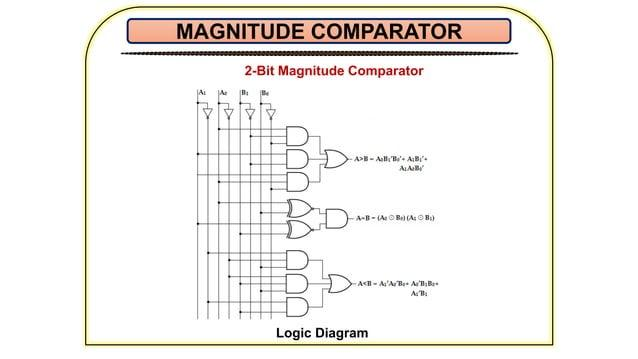 MAGNITUDE COMPARATOR
2-Bit Magnitude Comparator
A₁ A₀ B₁ B₀
A>B = A₀B₁'B₀'+ A₁B₁'+
A₁A₀B₀'
A=B = (A₀ ⊙ B₀) (A₁ ⊙ B₁)
A<B = A₁'A₀'B₀+ A₀'B₁B₀+
A₁'B₁
Logic Diagram